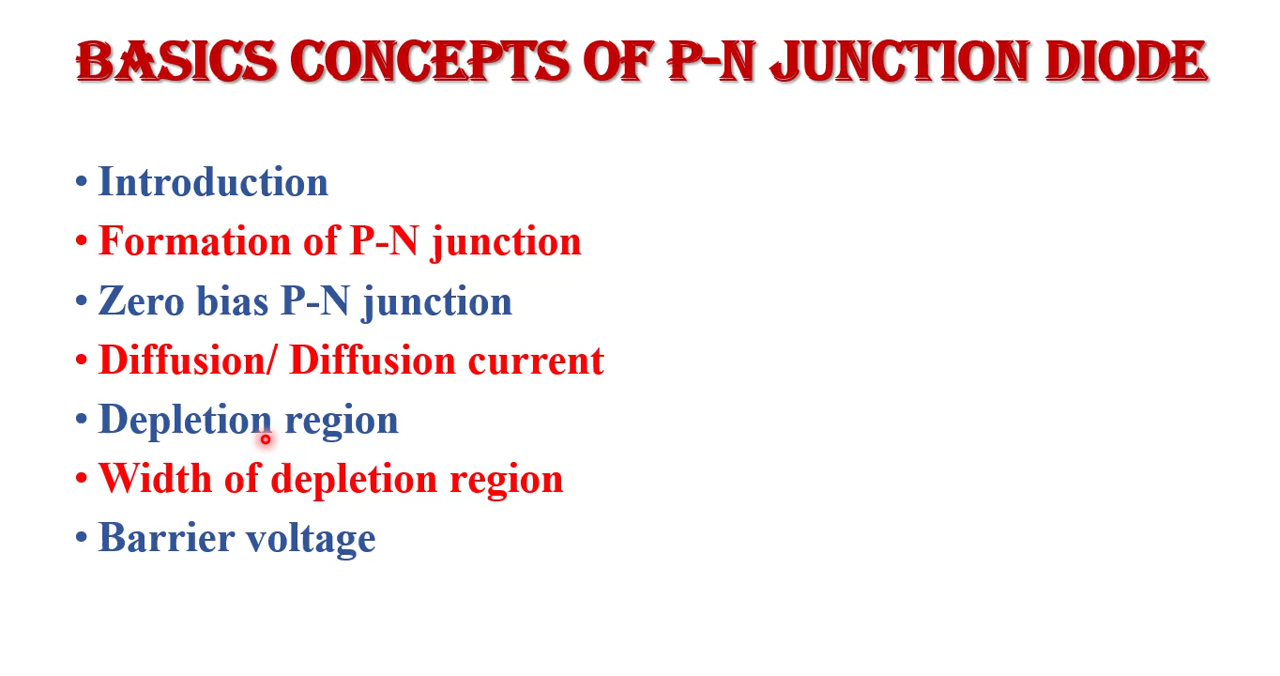 BASICS CONCEPTS OF P-N JUNCTION DIODE
• Introduction
• Formation of P-N junction
• Zero bias P-N junction
• Diffusion/ Diffusion current
• Depletion region
• Width of depletion region
• Barrier voltage